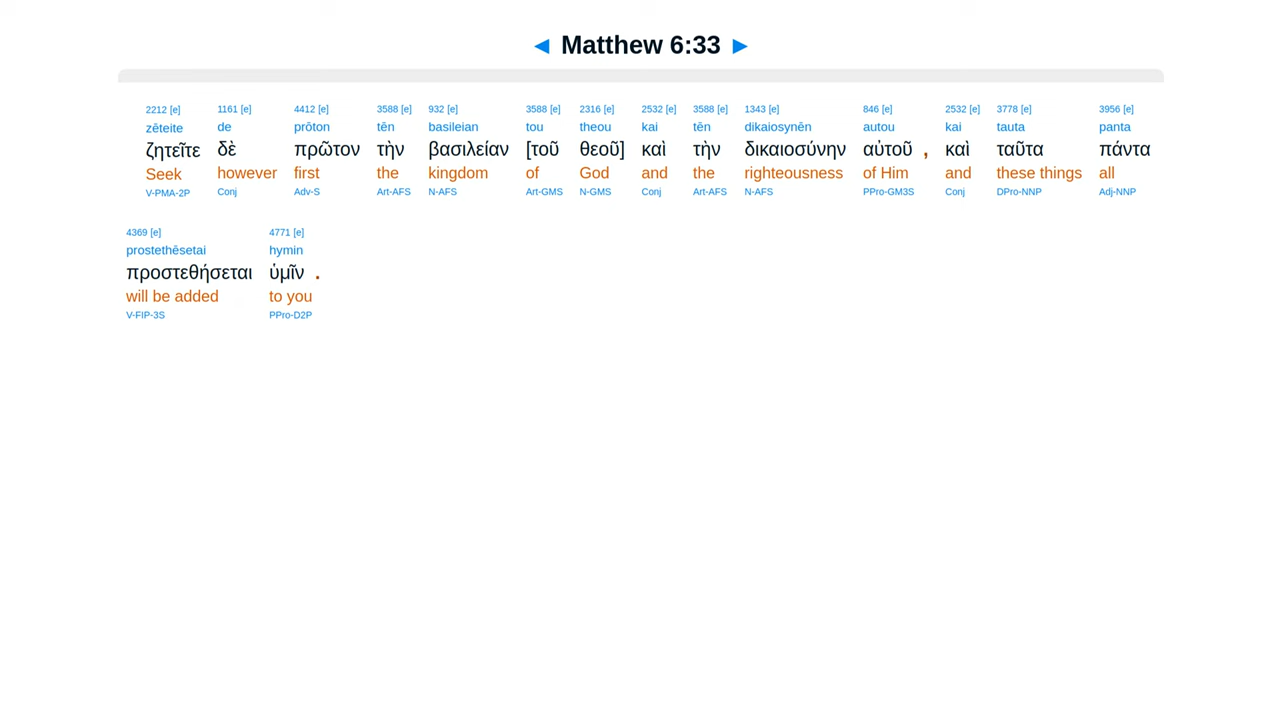 ◄ Matthew 6:33 ►
2212 [e] 1161 [e] 4412 [e] 3588 [e] 932 [e] 3588 [e] 2316 [e] 2532 [e] 3588 [e] 1343 [e] 846 [e] 2532 [e] 3778 [e] 3956 [e]
zēteite de prōton tēn basileian tou theou kai tēn dikaiosynēn autou kai tauta panta
ζητεῖτε δὲ πρῶτον τὴν βασιλείαν [τοῦ θεοῦ] καὶ τὴν δικαιοσύνην αὐτοῦ , καὶ ταῦτα πάντα
Seek however first the kingdom of God and the righteousness of Him and these things all
V-PMA-2P Conj Adv-S Art-AFS N-AFS Art-GMS N-GMS Conj Art-AFS N-AFS PPro-GM3S Conj DPro-NNP Adj-NNP
4369 [e] 4771 [e]
prostethēsetai hymin
προστεθήσεται ὑμῖν .
will be added to you
V-FIP-3S PPro-D2P